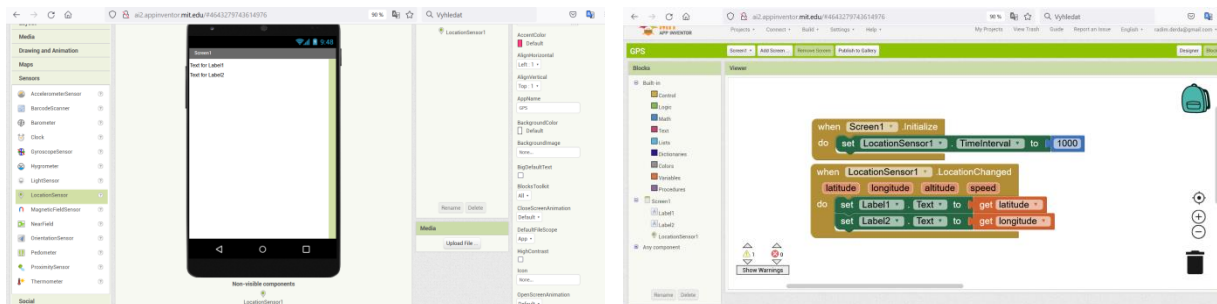 ai2.appinventor.mit.edu/#4643279743614976
90 %
Vyhledat
Media
Drawing and Animation
Maps
Sensors
AccelerometerSensor
BarcodeScanner
Barometer
Clock
GyroscopeSensor
Hygrometer
LightSensor
LocationSensor
MagneticFieldSensor
NearField
OrientationSensor
Pedometer
ProximitySensor
Thermometer
Social
9:48
Screen1
Text for Label1
Text for Label2
Non-visible components
LocationSensor1
LocationSensor1
Rename Delete
Media
Upload File ...
AccentColor
Default
AlignHorizontal
Left : 1
AlignVertical
Top : 1
AppName
GPS
BackgroundColor
Default
BackgroundImage
None...
BigDefaultText
BlocksToolkit
All
CloseScreenAnimation
Default
DefaultFileScope
App
HighContrast
Icon
None...
OpenScreenAnimation
ai2.appinventor.mit.edu/#4643279743614976
90 %
Vyhledat
APP INVENTOR
Projects Connect Build Settings Help
My Projects View Trash Guide Report an Issue English
GPS
Screen1 Add Screen ... Remove Screen Publish to Gallery
Designer
Blocks
Viewer
Built-in
Control
Logic
Math
Text
Lists
Dictionaries
Colors
Variables
Procedures
Screen1
Label1
Label2
LocationSensor1
Any component
Rename Delete
when Screen1 .Initialize
do set LocationSensor1 . TimeInterval to 1000
when LocationSensor1 .LocationChanged
latitude longitude altitude speed
do set Label1 . Text to get latitude
set Label2 . Text to get longitude
1 0
Show Warnings